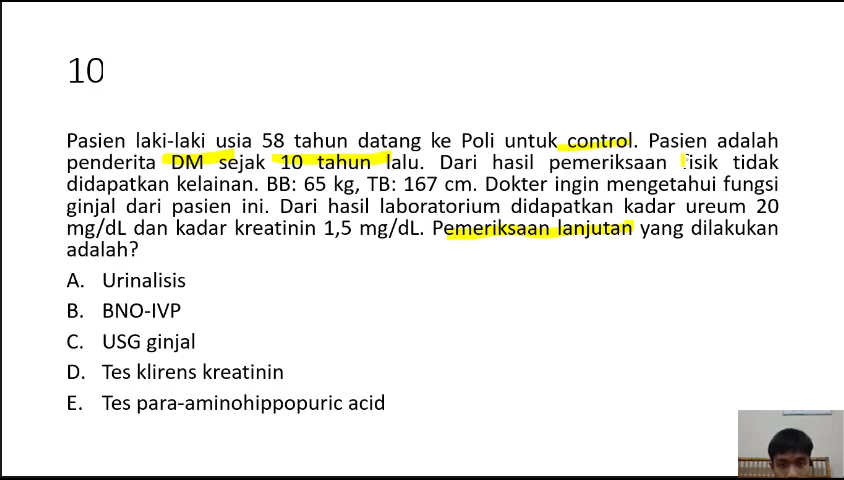 10
Pasien laki-laki usia 58 tahun datang ke Poli untuk control. Pasien adalah
penderita DM sejak 10 tahun lalu. Dari hasil pemeriksaan fisik tidak
didapatkan kelainan. BB: 65 kg, TB: 167 cm. Dokter ingin mengetahui fungsi
ginjal dari pasien ini. Dari hasil laboratorium didapatkan kadar ureum 20
mg/dL dan kadar kreatinin 1,5 mg/dL. Pemeriksaan lanjutan yang dilakukan
adalah?
A. Urinalisis
B. BNO-IVP
C. USG ginjal
D. Tes klirens kreatinin
E. Tes para-aminohippopuric acid